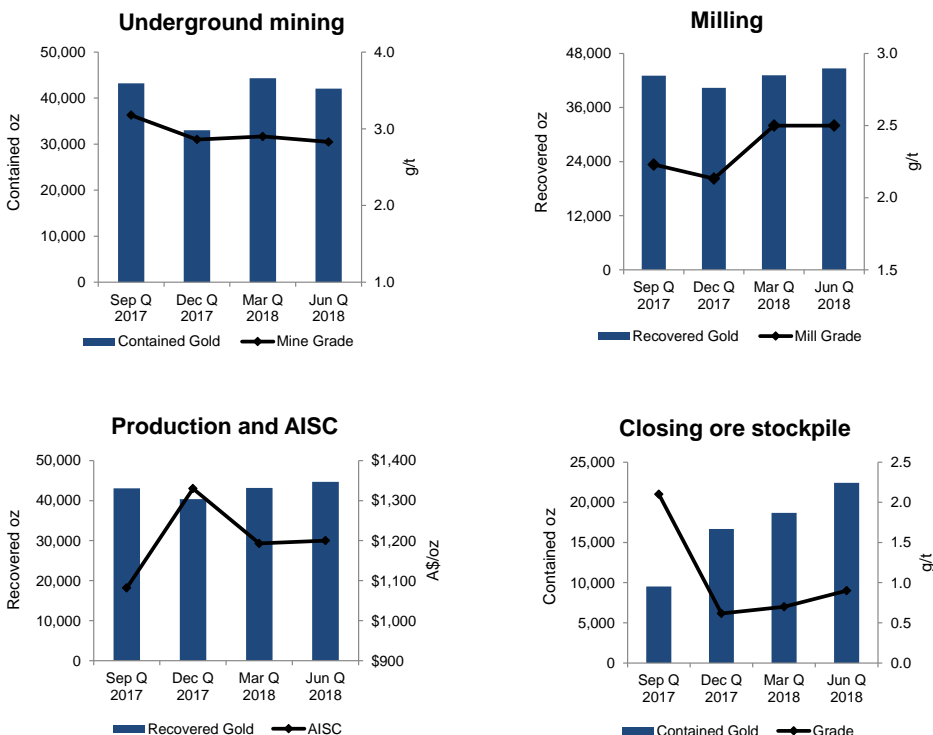 Underground mining
50,000
40,000
30,000
20,000
10,000
0
Contained oz
4.0
3.0
2.0
1.0
g/t
Sep Q Dec Q Mar Q Jun Q
2017 2017 2018 2018
Contained Gold Mine Grade
Milling
48,000
36,000
24,000
12,000
0
Recovered oz
3.0
2.5
2.0
1.5
g/t
Sep Q Dec Q Mar Q Jun Q
2017 2017 2018 2018
Recovered Gold Mill Grade
Production and AISC
50,000
40,000
30,000
20,000
10,000
0
Recovered oz
$1,400
$1,300
$1,200
$1,100
$1,000
$900
A$/oz
Sep Q Dec Q Mar Q Jun Q
2017 2017 2018 2018
Recovered Gold AISC
Closing ore stockpile
25,000
20,000
15,000
10,000
5,000
0
Contained oz
2.5
2.0
1.5
1.0
0.5
0.0
g/t
Sep Q Dec Q Mar Q Jun Q
2017 2017 2018 2018
Contained Gold Grade